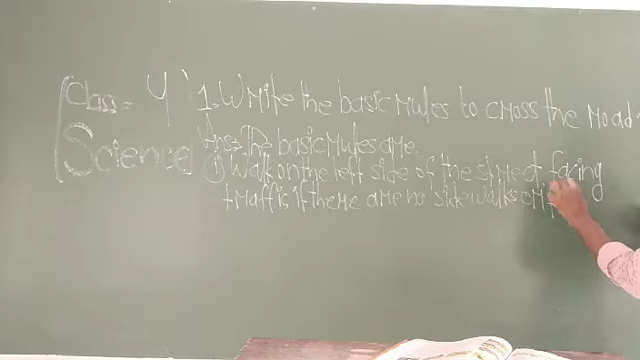 Class = 4
Science
1. Write the basic rules to cross the road.
Ans:- The basic rules are
① Walk on the left side of the street facing
traffic if there are no sidewalks or